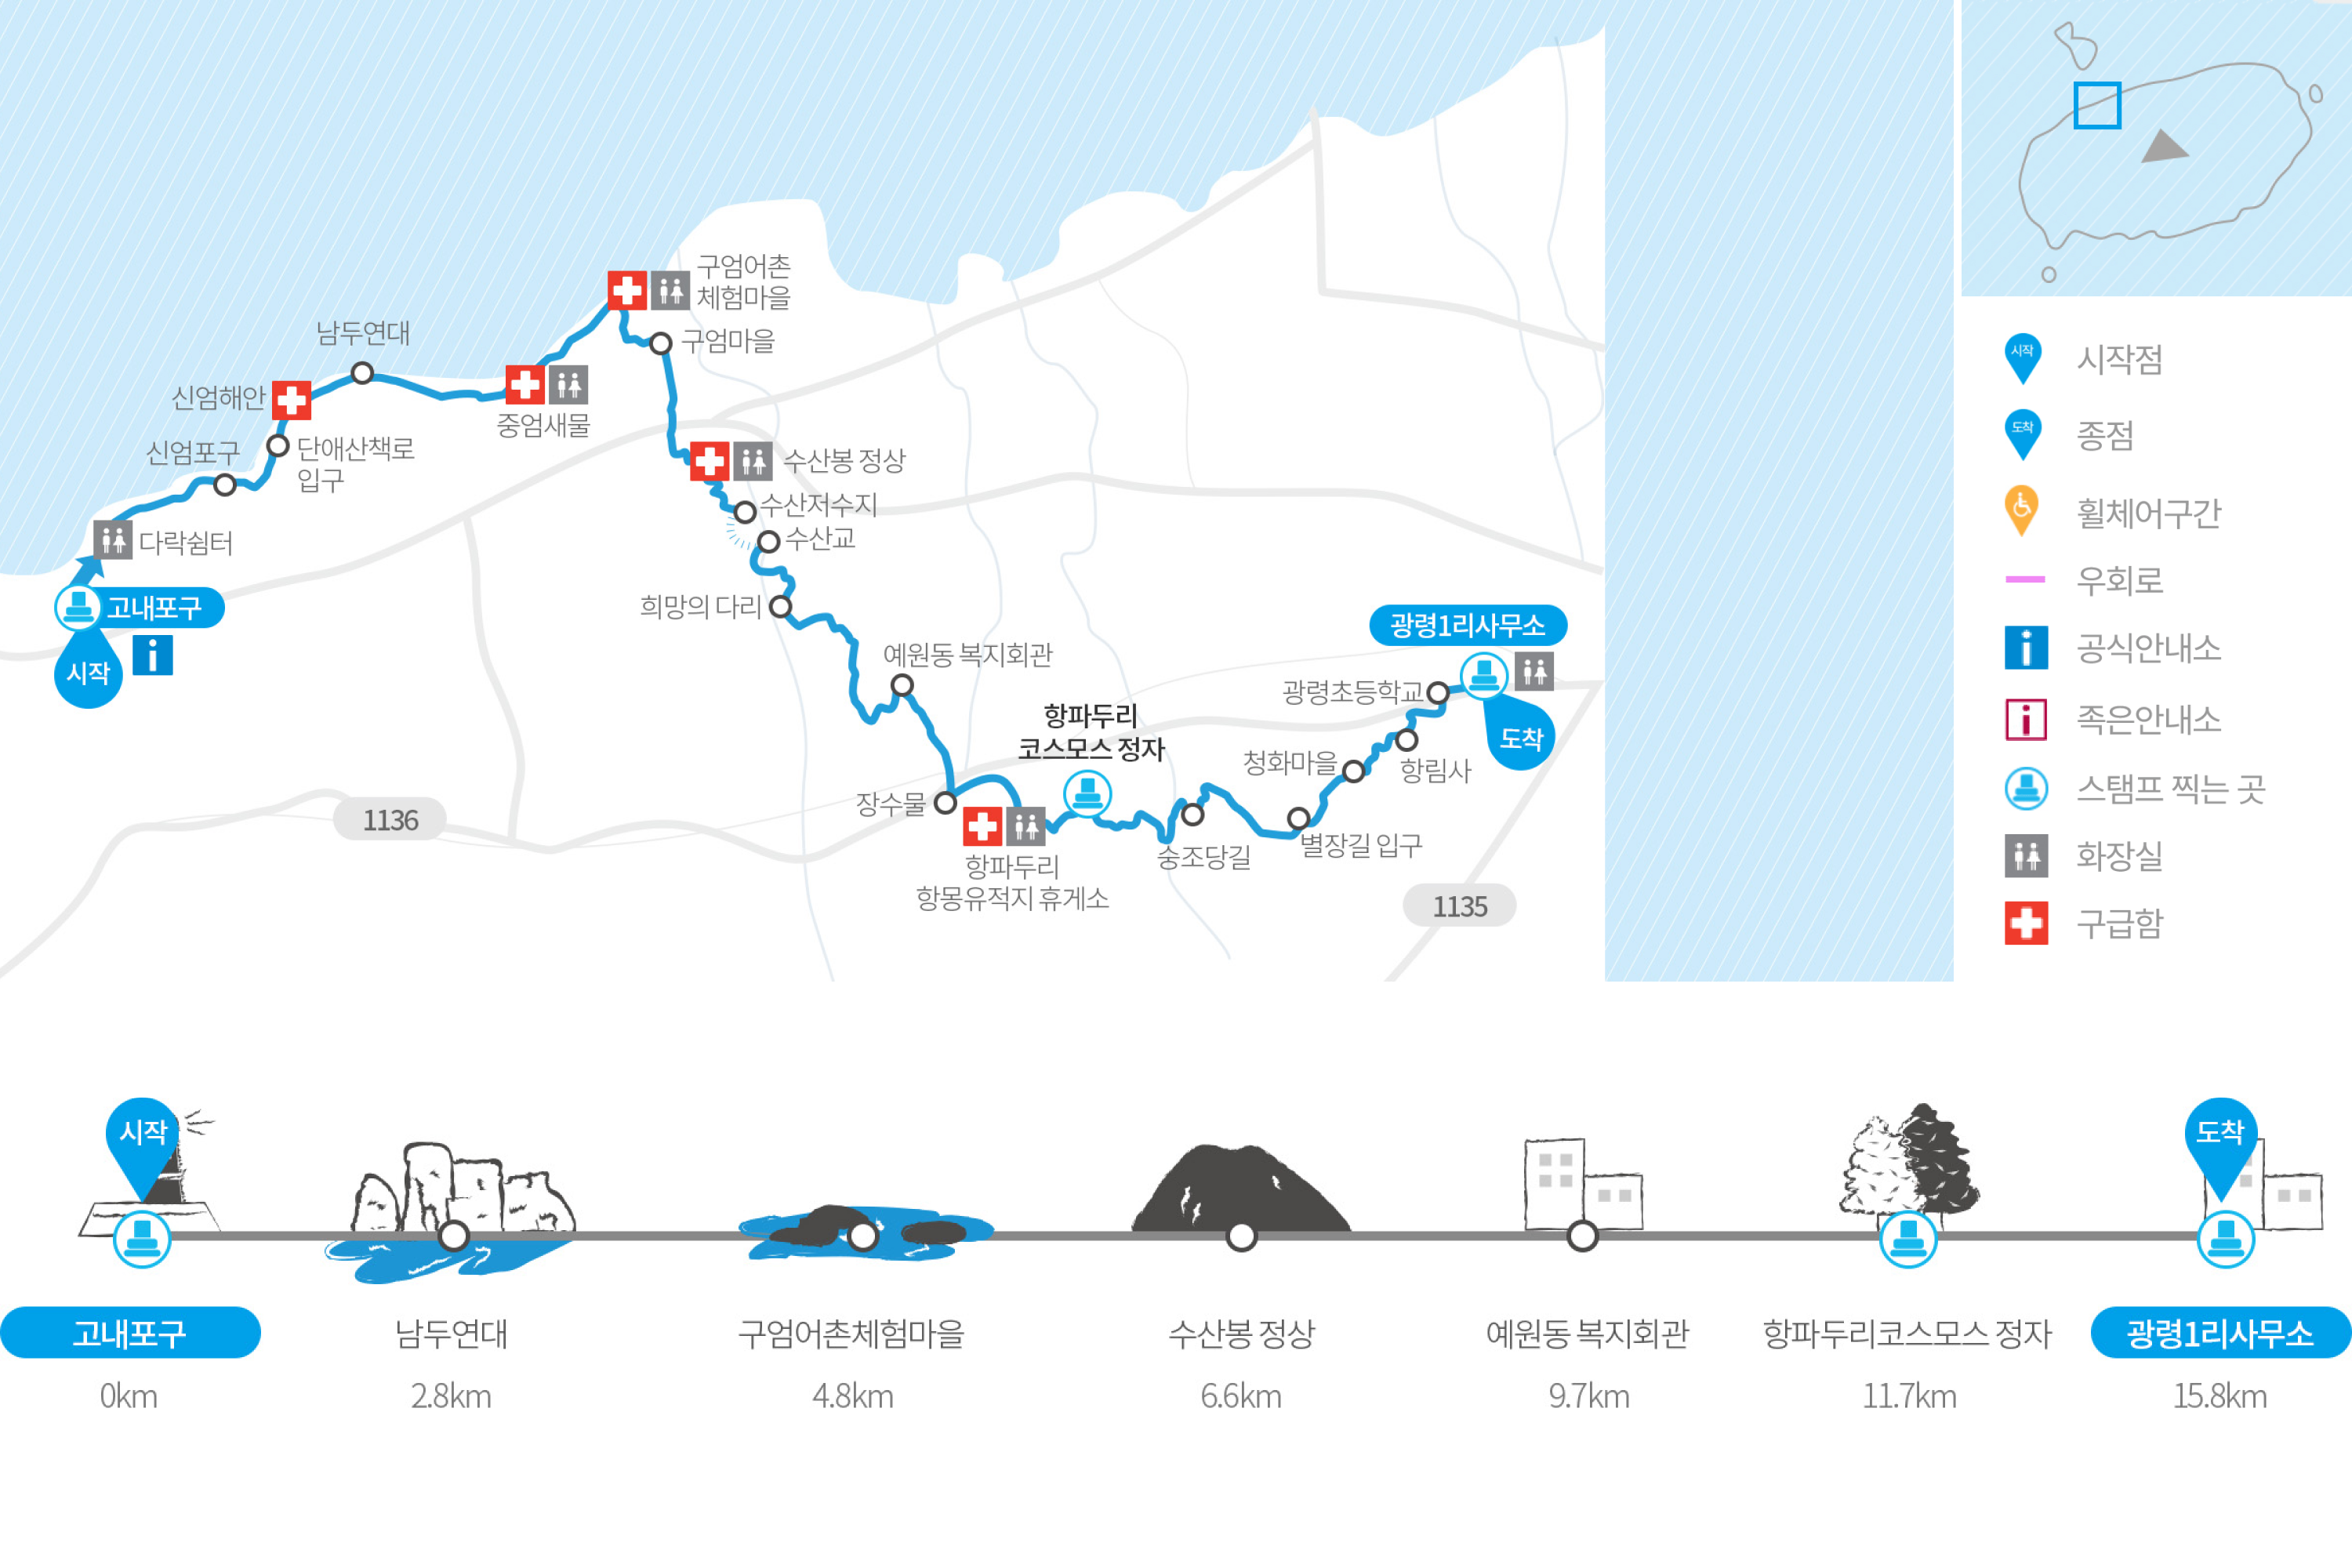 구엄어촌
체험마을
남두연대
구엄마을
신엄해안
중엄새물
신엄포구
단애산책로
입구
수산봉 정상
수산저수지
수산교
다락쉼터
고내포구
시작
희망의 다리
예원동 복지회관
광령1리사무소
광령초등학교
도착
항파두리
코스모스 정자
청화마을
항림사
장수물
1136
항파두리
항몽유적지 휴게소
숭조당길
별장길 입구
1135
시작
시작점
도착
종점
휠체어구간
우회로
공식안내소
족은안내소
스탬프 찍는 곳
화장실
구급함
시작
도착
고내포구
남두연대
구엄어촌체험마을
수산봉 정상
예원동 복지회관
항파두리코스모스 정자
광령1리사무소
0km
2.8km
4.8km
6.6km
9.7km
11.7km
15.8km